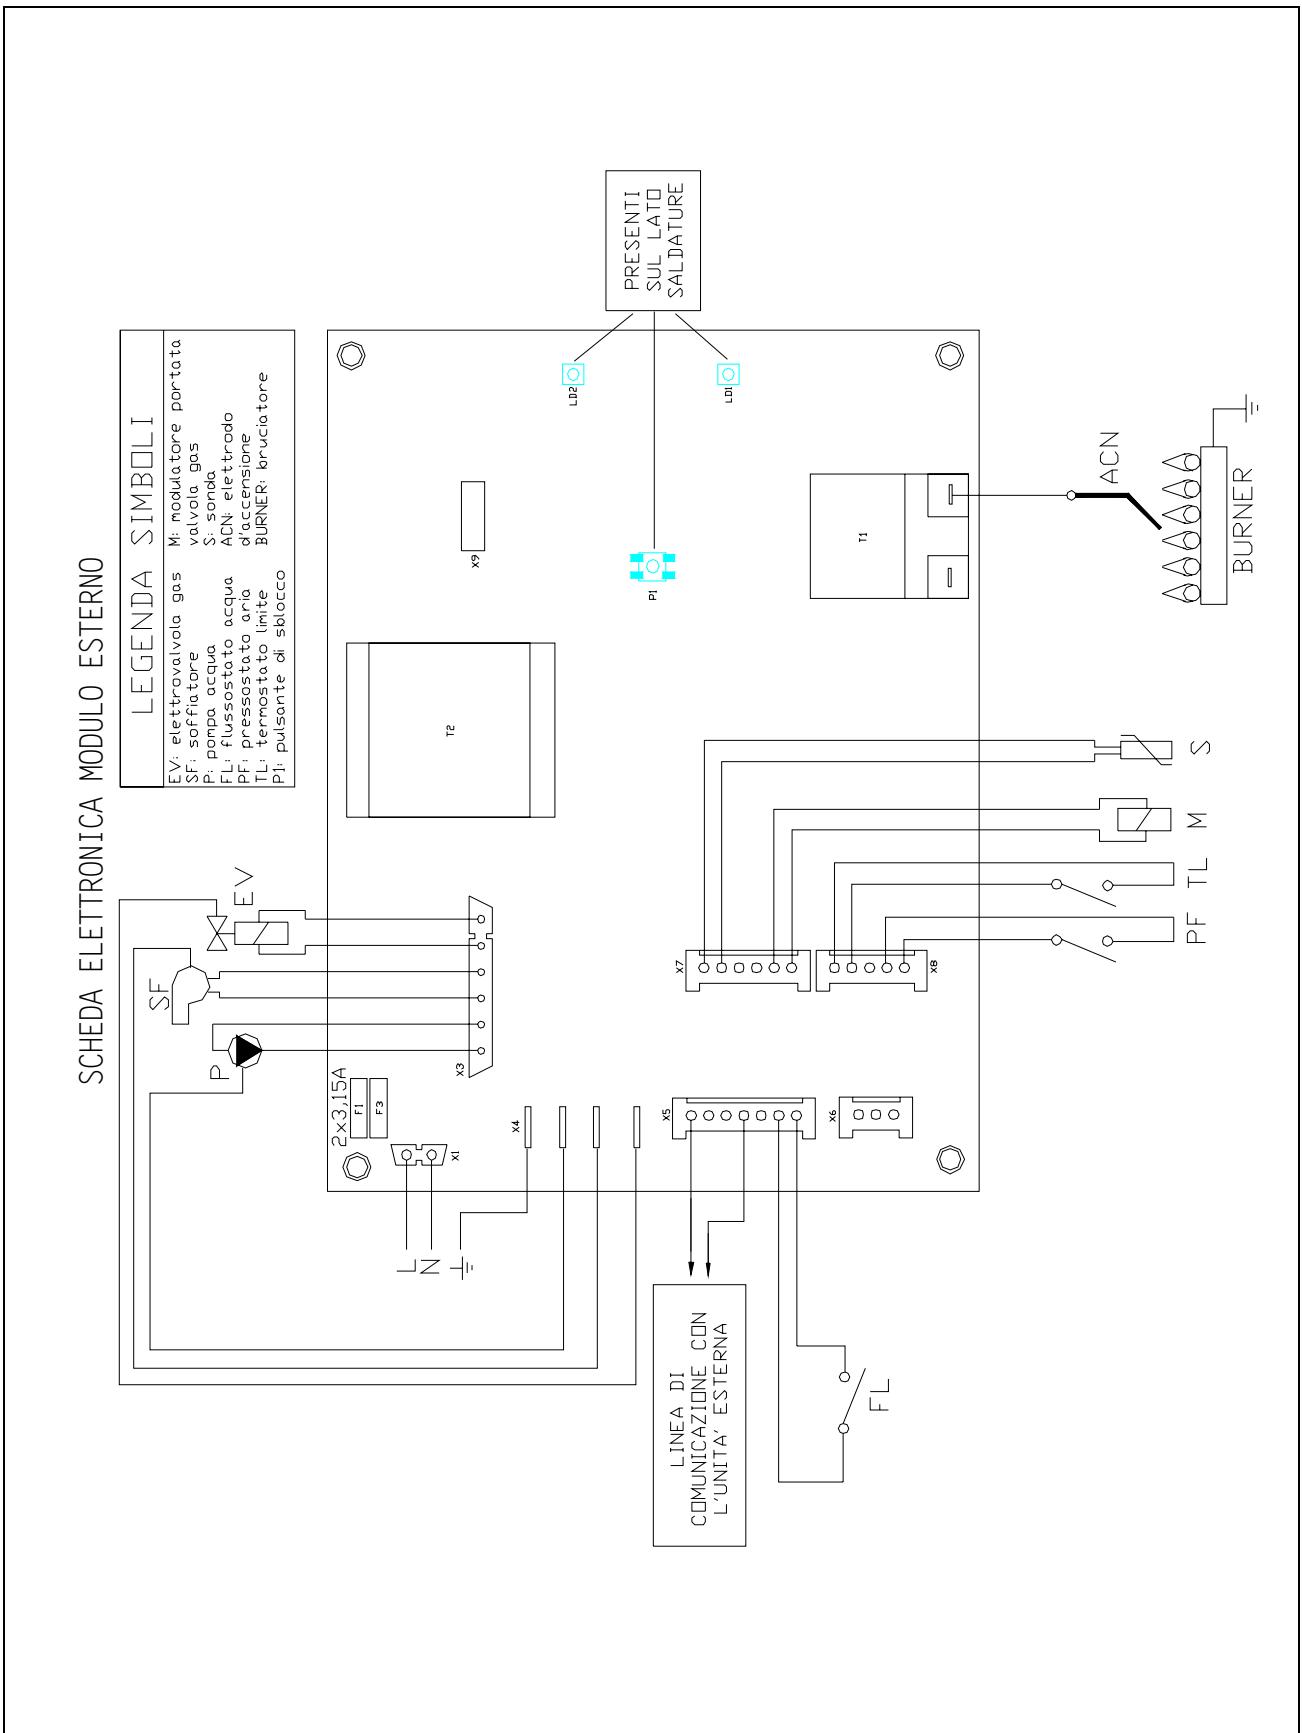 SCHEDA ELETTRONICA MODULO ESTERNO
LEGENDA SIMBOLI
EV: elettrovalvola gas
SF: soffiatore
P: pompa acqua
FL: flussostato acqua
PF: pressostato aria
TL: termostato limite
P1: pulsante di sblocco
M: modulatore portata
valvola gas
S: sonda
ACN: elettrodo
d'accensione
BURNER: bruciatore
P
SF
EV
2x3,15A
F1
F3
X1
L
N
X3
X4
T2
X9
LD2
PRESENTI
SUL LATO
SALDATURE
P1
LD1
X5
X6
X7
X8
T1
LINEA DI
COMUNICAZIONE CON
L'UNITA' ESTERNA
FL
PF
TL
M
S
ACN
BURNER